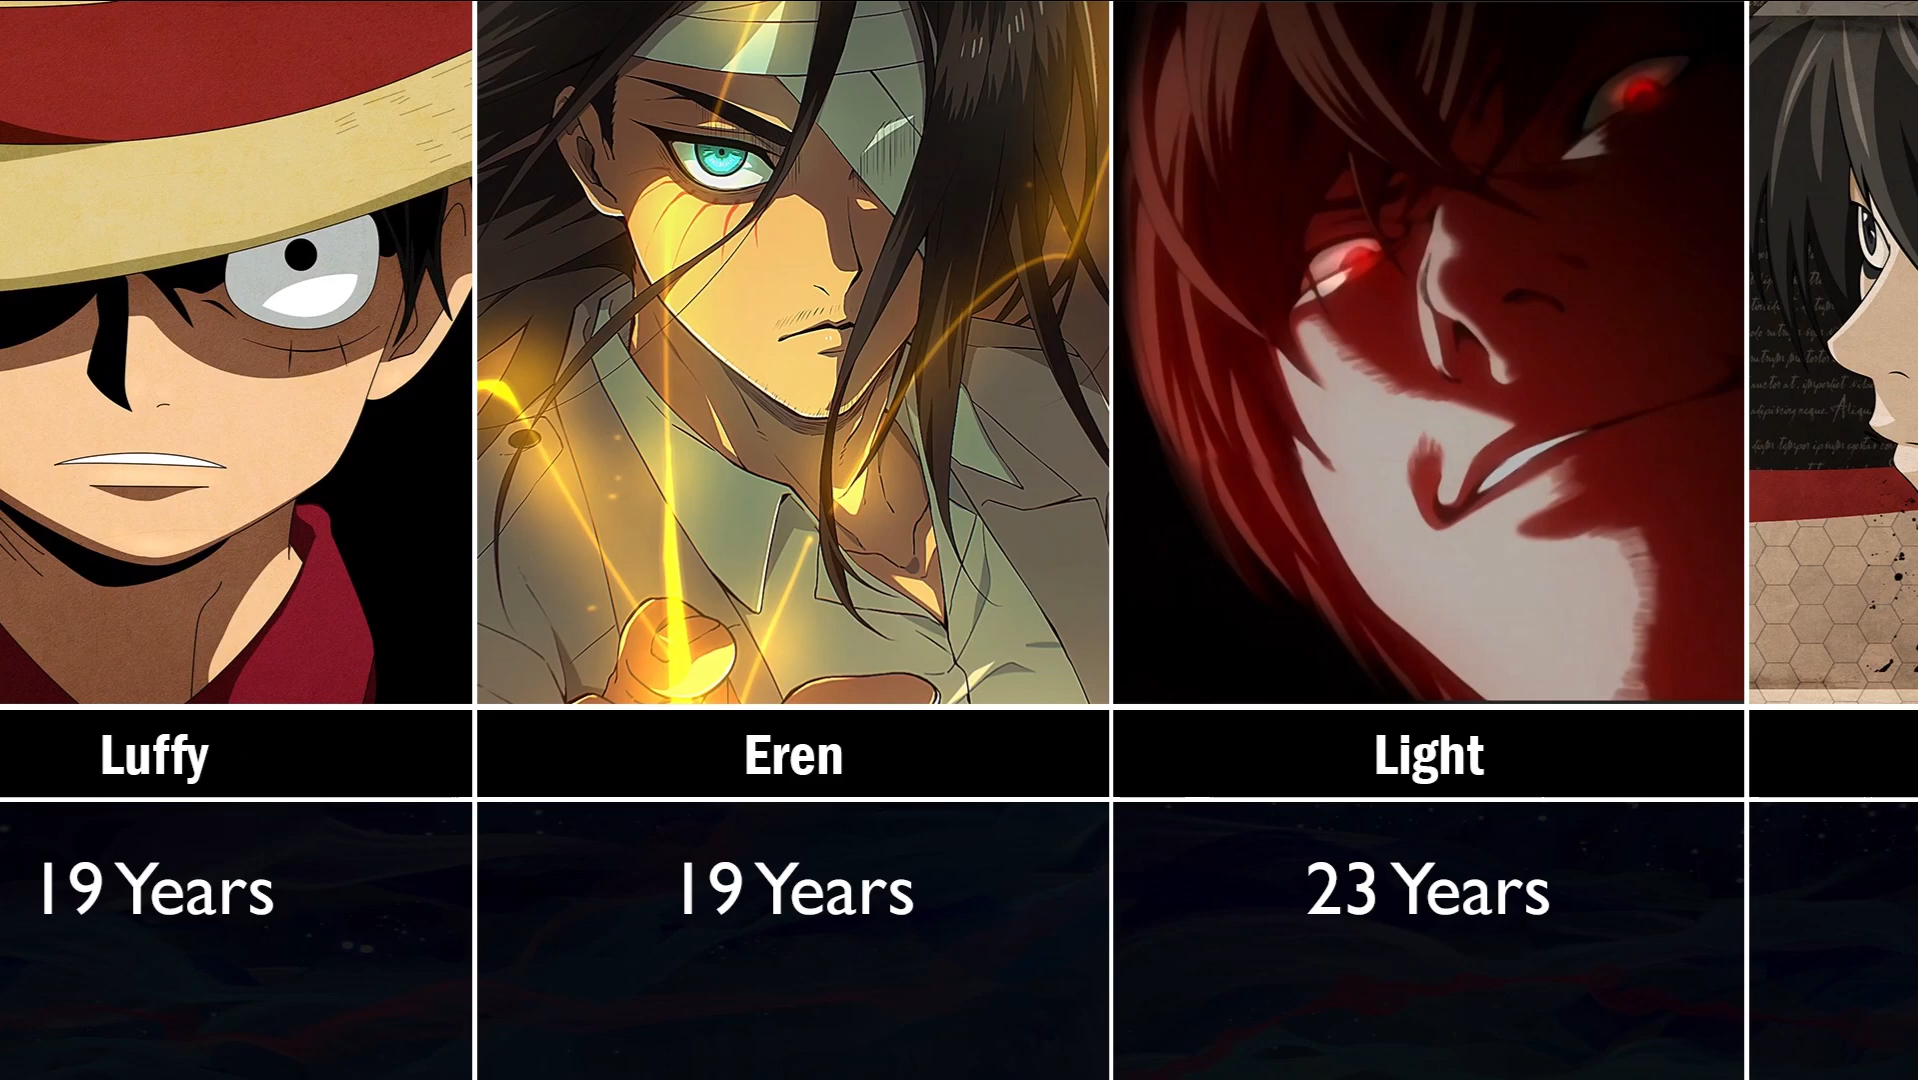 Luffy
Eren
Light
19 Years
19 Years
23 Years